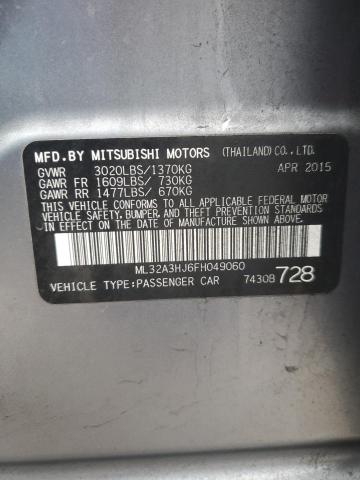 MFD.BY MITSUBISHI MOTORS (THAILAND)CO.,LTD.
GVWR 3020LBS/1370KG APR 2015
GAWR FR 1609LBS/ 730KG
GAWR RR 1477LBS/ 670KG
THIS VEHICLE CONFORMS TO ALL APPLICABLE FEDERAL MOTOR VEHICLE
SAFETY, BUMPER, AND THEFT PREVENTION STANDARDS
IN EFFECT ON THE DATE OF MANUFACTURE SHOWN ABOVE.
ML32A3HJ6FH049060
VEHICLE TYPE:PASSENGER CAR 7430B 728